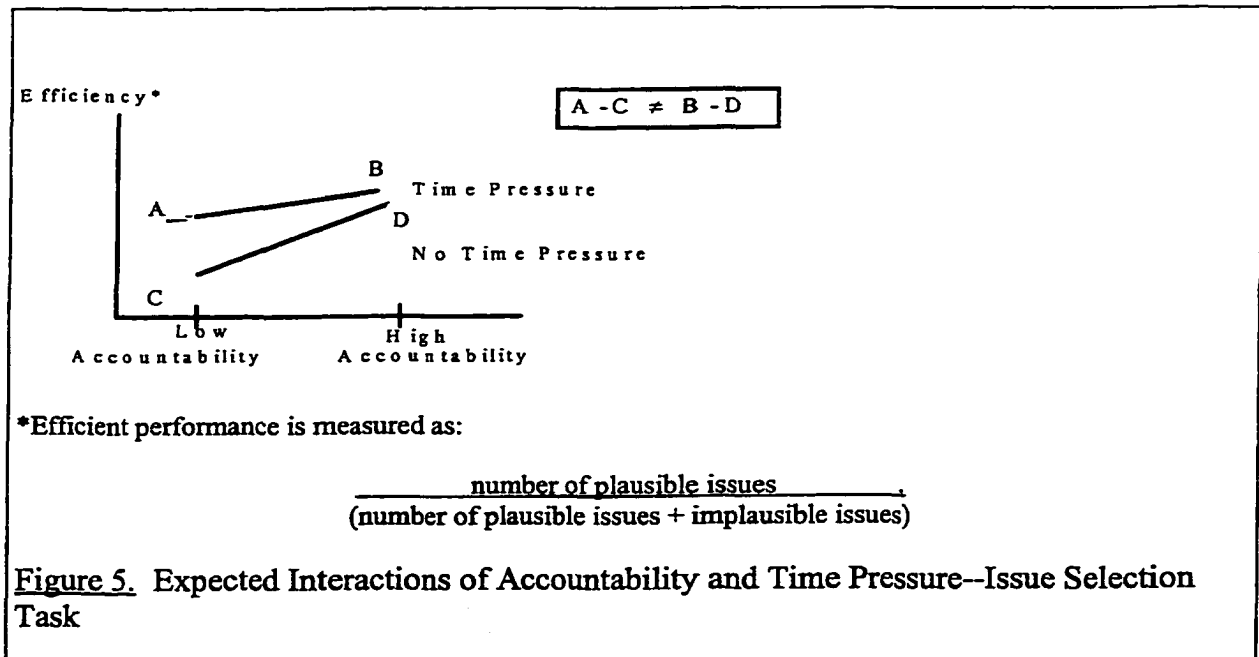 Efficiency*
A - C ≠ B - D
B
Time Pressure
A
D
No Time Pressure
C
Low
Accountability
High
Accountability
*Efficient performance is measured as:
number of plausible issues
(number of plausible issues + implausible issues)
Figure 5. Expected Interactions of Accountability and Time Pressure--Issue Selection
Task